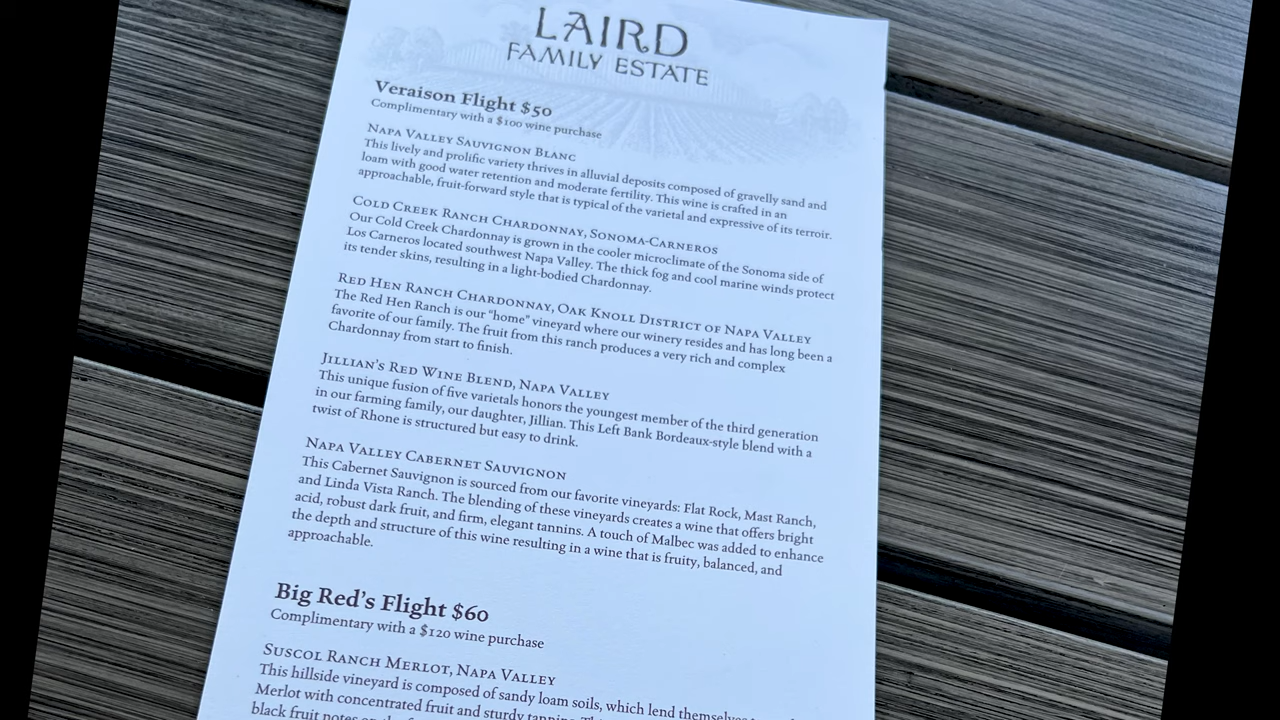 LAIRD
FAMILY ESTATE
Veraison Flight $50
Complimentary with a $100 wine purchase
NAPA VALLEY SAUVIGNON BLANC
This lively and prolific variety thrives in alluvial deposits composed of gravelly sand and
loam with good water retention and moderate fertility. This wine is crafted in an
approachable, fruit-forward style that is typical of the varietal and expressive of its terroir.
COLD CREEK RANCH CHARDONNAY, SONOMA-CARNEROS
Our Cold Creek Chardonnay is grown in the cooler microclimate of the Sonoma side of
Los Carneros located southwest Napa Valley. The thick fog and cool marine winds protect
its tender skins, resulting in a light-bodied Chardonnay.
RED HEN RANCH CHARDONNAY, OAK KNOLL DISTRICT OF NAPA VALLEY
The Red Hen Ranch is our "home" vineyard where our winery resides and has long been a
favorite of our family. The fruit from this ranch produces a very rich and complex
Chardonnay from start to finish.
JILLIAN'S RED WINE BLEND, NAPA VALLEY
This unique fusion of five varietals honors the youngest member of the third generation
in our farming family, our daughter, Jillian. This Left Bank Bordeaux-style blend with a
twist of Rhone is structured but easy to drink.
NAPA VALLEY CABERNET SAUVIGNON
This Cabernet Sauvignon is sourced from our favorite vineyards: Flat Rock, Mast Ranch,
and Linda Vista Ranch. The blending of these vineyards creates a wine that offers bright
acid, robust dark fruit, and firm, elegant tannins. A touch of Malbec was added to enhance
the depth and structure of this wine resulting in a wine that is fruity, balanced, and
approachable.
Big Red's Flight $60
Complimentary with a $120 wine purchase
SUSCOL RANCH MERLOT, NAPA VALLEY
This hillside vineyard is composed of sandy loam soils, which lend themselves
Merlot with concentrated fruit and sturdy tannins.
black fruit notes on the